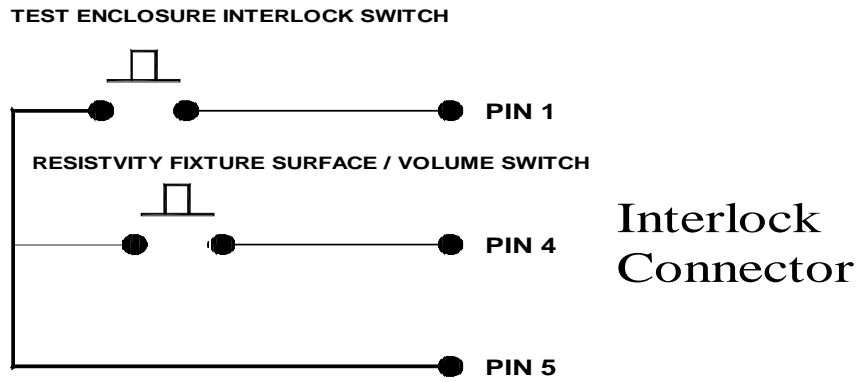 TEST ENCLOSURE INTERLOCK SWITCH
PIN 1
RESISTVITY FIXTURE SURFACE / VOLUME SWITCH
PIN 4
Interlock
Connector
PIN 5